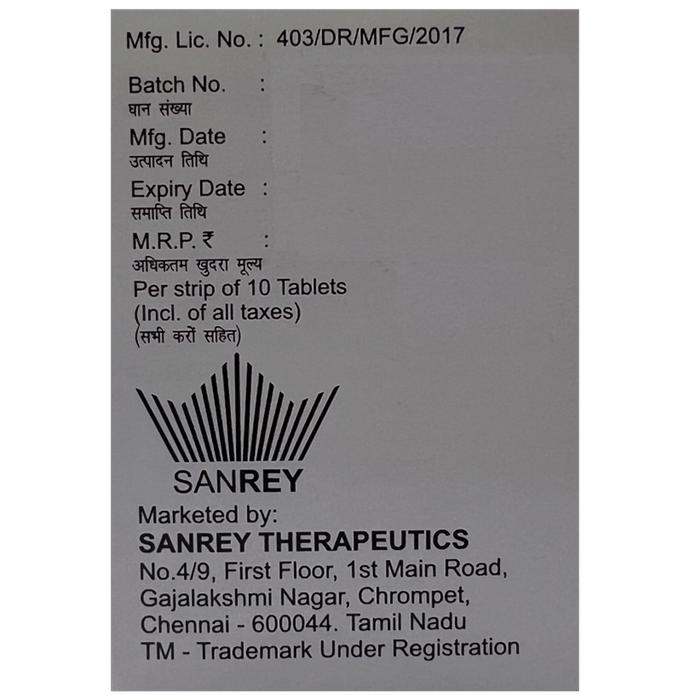 Mfg. Lic. No. : 403/DR/MFG/2017
Batch No. :
घान संख्या
Mfg. Date :
उत्पादन तिथि
Expiry Date :
समाप्ति तिथि
M.R.P. ₹ :
अधिकतम खुदरा मूल्य
Per strip of 10 Tablets
(Incl. of all taxes)
(सभी करों सहित)
SANREY
Marketed by:
SANREY THERAPEUTICS
No.4/9, First Floor, 1st Main Road,
Gajalakshmi Nagar, Chrompet,
Chennai - 600044. Tamil Nadu
TM - Trademark Under Registration